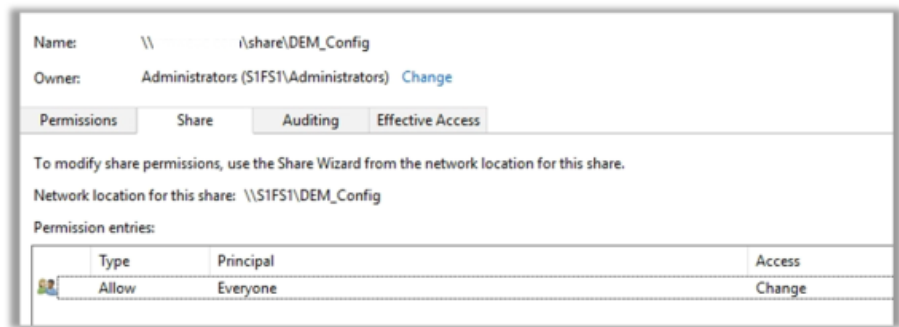 Name: \\ \share\DEM_Config
Owner: Administrators (S1FS1\Administrators) Change
Permissions Share Auditing Effective Access
To modify share permissions, use the Share Wizard from the network location for this share.
Network location for this share: \\S1FS1\DEM_Config
Permission entries:
Type Principal Access
Allow Everyone Change